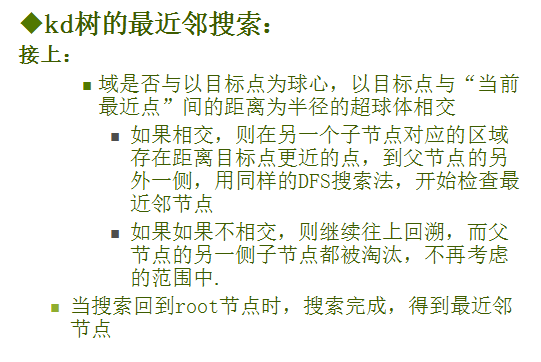 ◆kd树的最近邻搜索：
接上：
■ 域是否与以目标点为球心，以目标点与“当前
最近点”间的距离为半径的超球体相交
■ 如果相交，则在另一个子节点对应的区域
存在距离目标点更近的点，到父节点的另
外一侧，用同样的DFS搜索法，开始检查最
近邻节点
■ 如果如果不相交，则继续往上回溯，而父
节点的另一侧子节点都被淘汰，不再考虑
的范围中.
■ 当搜索回到root节点时，搜索完成，得到最近邻
节点